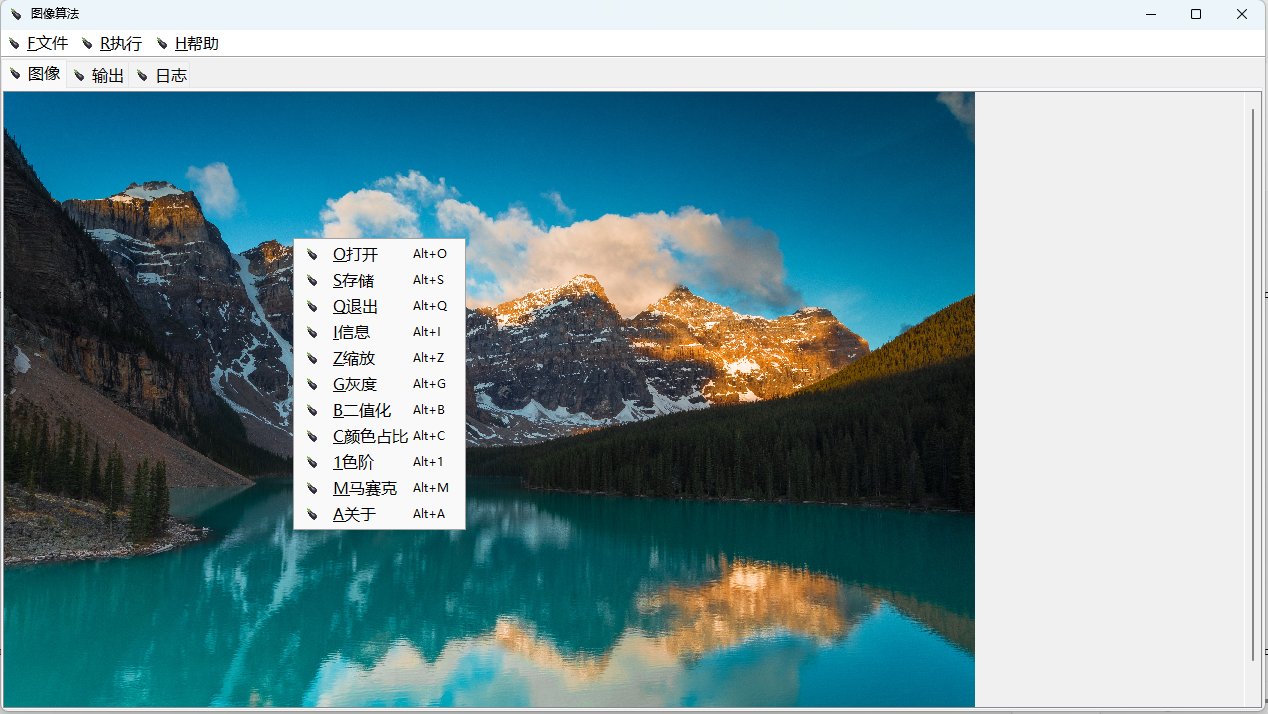 图像算法
F文件 R执行 H帮助
图像 输出 日志
O打开 Alt+O
S存储 Alt+S
Q退出 Alt+Q
I信息 Alt+I
Z缩放 Alt+Z
G灰度 Alt+G
B二值化 Alt+B
C颜色占比 Alt+C
1色阶 Alt+1
M马赛克 Alt+M
A关于 Alt+A